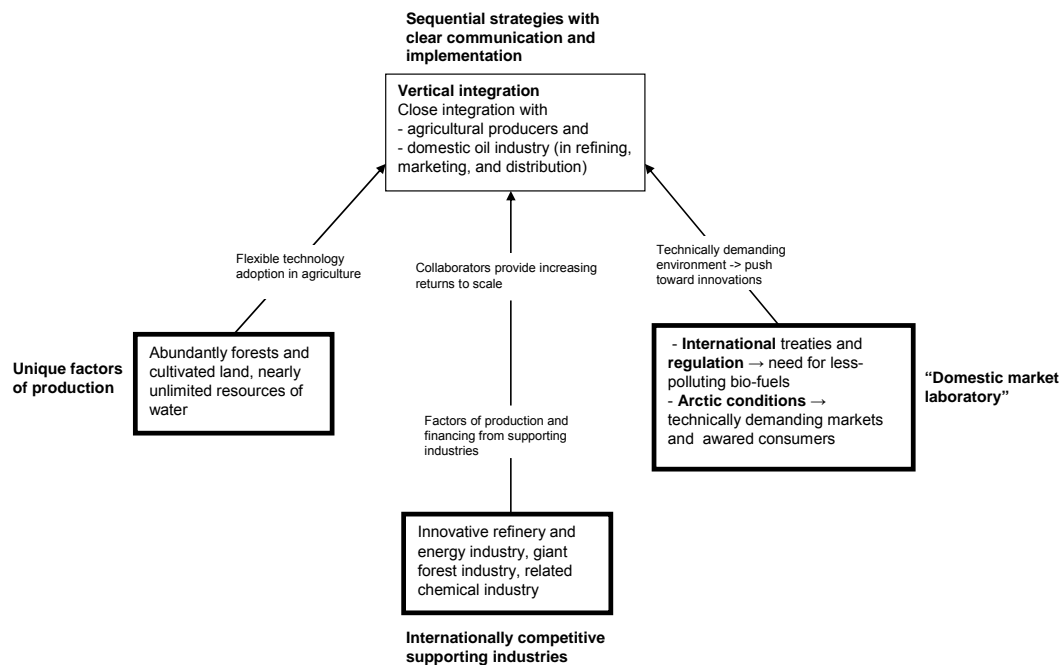 Sequential strategies with
clear communication and
implementation
Vertical integration
Close integration with
- agricultural producers and
- domestic oil industry (in refining,
marketing, and distribution)
Flexible technology
adoption in agriculture
Collaborators provide increasing
returns to scale
Technically demanding
environment -> push
toward innovations
Unique factors
of production
Abundantly forests and
cultivated land, nearly
unlimited resources of
water
- International treaties and
regulation → need for less-
polluting bio-fuels
- Arctic conditions →
technically demanding markets
and awared consumers
“Domestic market
laboratory”
Factors of production and
financing from supporting
industries
Innovative refinery and
energy industry, giant
forest industry, related
chemical industry
Internationally competitive
supporting industries